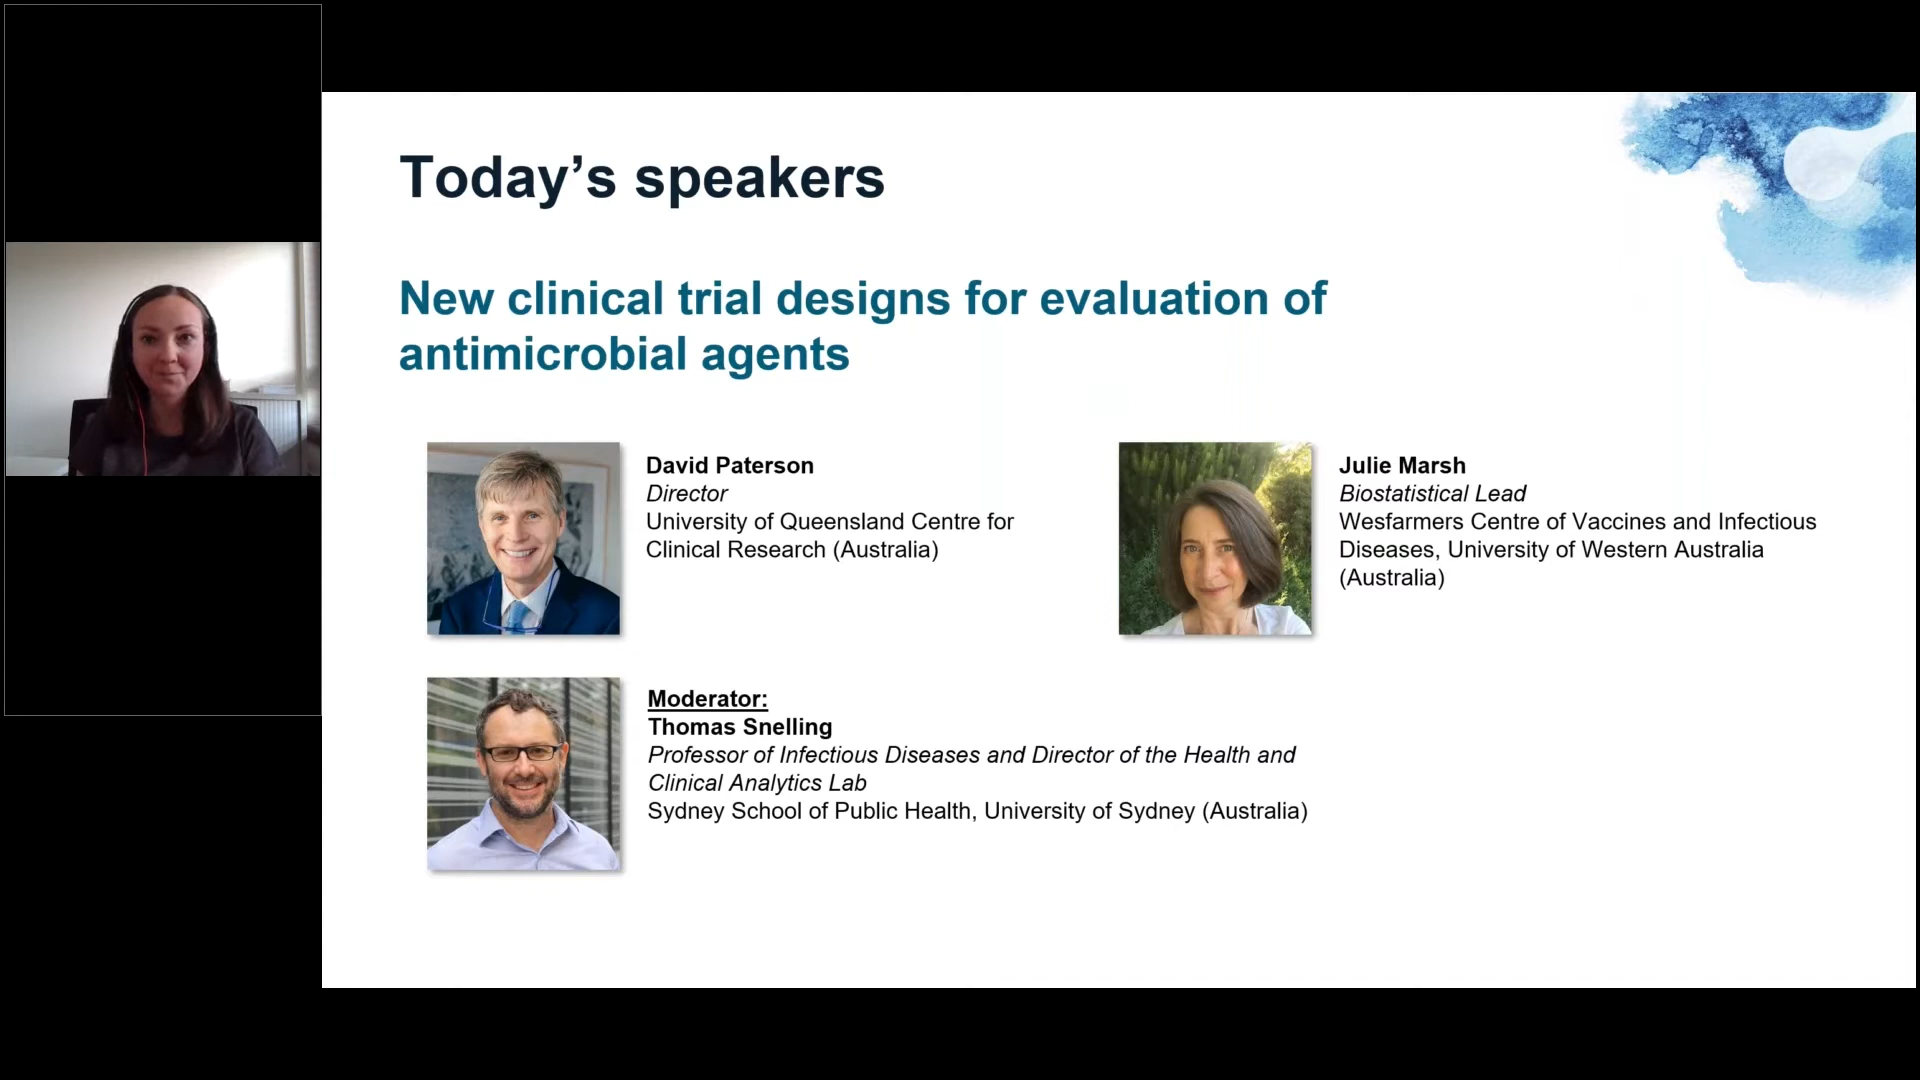 Today’s speakers
New clinical trial designs for evaluation of
antimicrobial agents
David Paterson
Director
University of Queensland Centre for
Clinical Research (Australia)
Julie Marsh
Biostatistical Lead
Wesfarmers Centre of Vaccines and Infectious
Diseases, University of Western Australia
(Australia)
Moderator:
Thomas Snelling
Professor of Infectious Diseases and Director of the Health and
Clinical Analytics Lab
Sydney School of Public Health, University of Sydney (Australia)